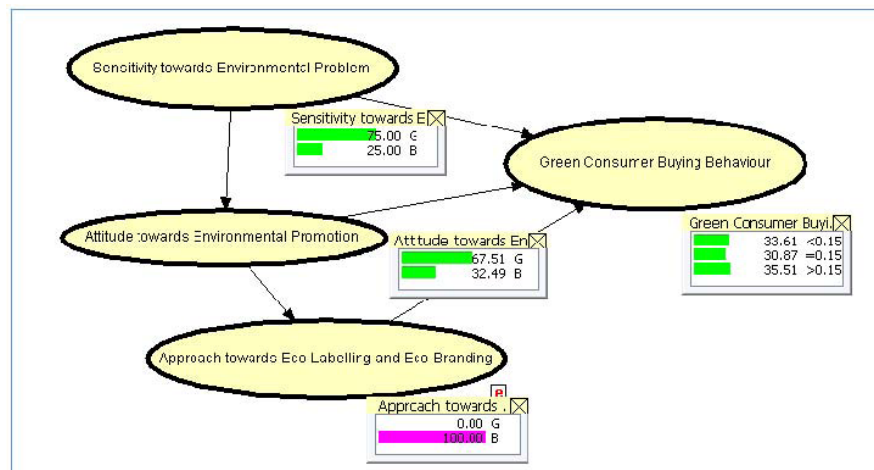 Sensitivity towards Environmental Problem
Sensitivity towards E
75.00 G
25.00 B
Green Consumer Buying Behaviour
Green Consumer Buyi...
33.61 <0.15
30.87 =0.15
35.51 >0.15
Attitude towards Environmental Promotion
Attitude towards En
67.51 G
32.49 B
Approach towards Eco Labelling and Eco Branding
e
Approach towards .
0.00 G
100.00 B